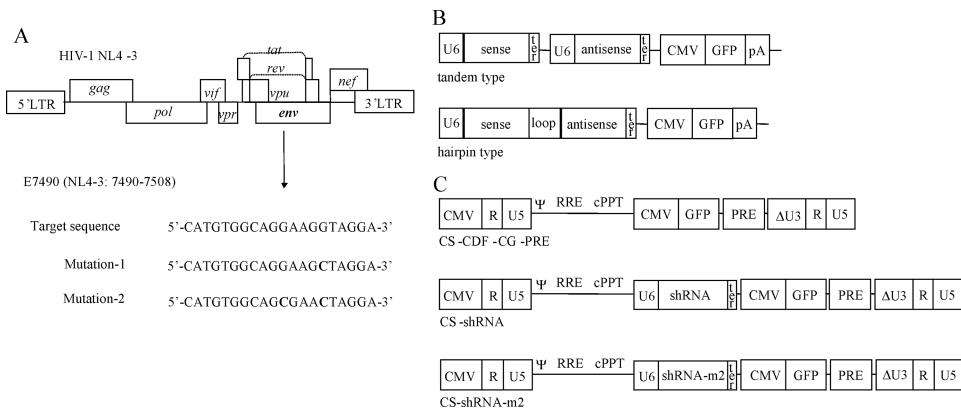 A
HIV-1 NL4 -3
tat
rev
gag
vif
vpu
nef
5’LTR
3’LTR
pol
vpr
env
E7490 (NL4-3: 7490-7508)
Target sequence 5’-CATGTGGCAGGAAGGTAGGA-3’
Mutation-1 5’-CATGTGGCAGGAAGCTAGGA-3’
Mutation-2 5’-CATGTGGCAGCGAACTAGGA-3’
B
U6 sense ter U6 antisense ter CMV GFP pA
tandem type
U6 sense loop antisense ter CMV GFP pA
hairpin type
C
Ψ RRE cPPT
CMV R U5 CMV GFP PRE ΔU3 R U5
CS -CDF -CG -PRE
Ψ RRE cPPT
CMV R U5 U6 shRNA ter CMV GFP PRE ΔU3 R U5
CS -shRNA
Ψ RRE cPPT
CMV R U5 U6 shRNA-m2 ter CMV GFP PRE ΔU3 R U5
CS-shRNA-m2